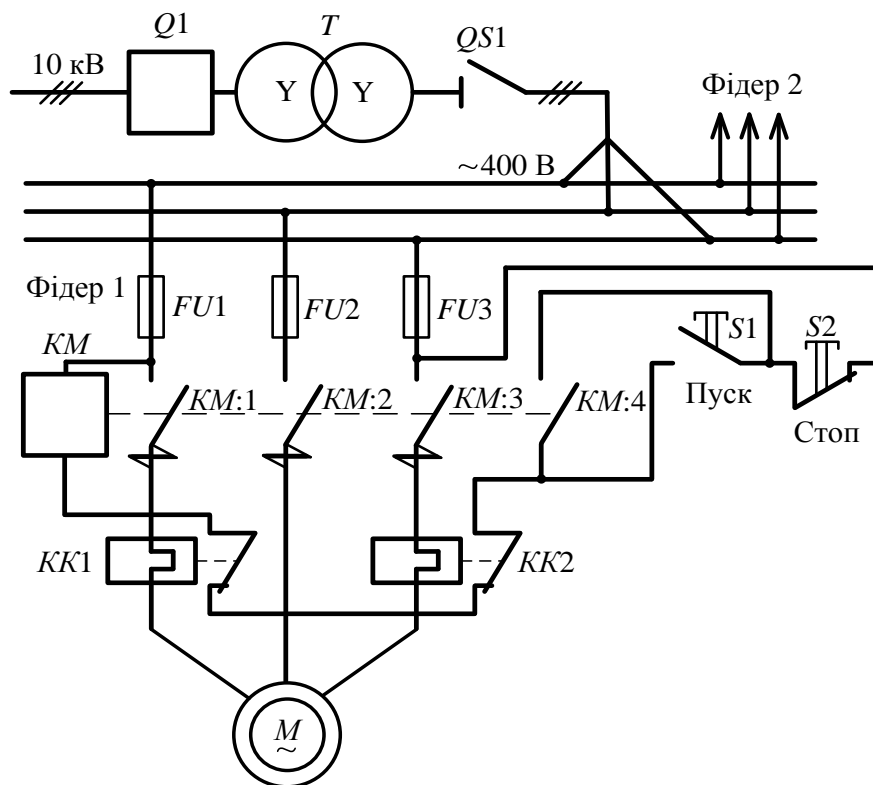 Q1
T
QS1
10 кВ
Y
Y
Фідер 2
~400 В
Фідер 1
FU1
FU2
FU3
S1
S2
KM
Пуск
KM:1
KM:2
KM:3
KM:4
Стоп
KK1
KK2
M
~